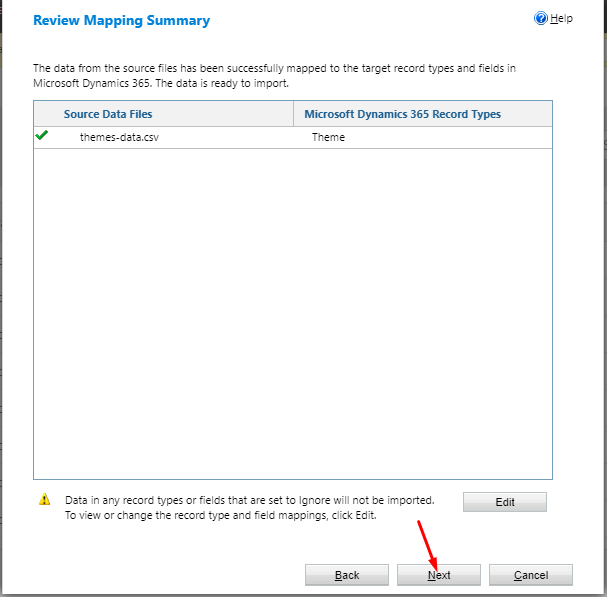 Review Mapping Summary
Help
The data from the source files has been successfully mapped to the target record types and fields in
Microsoft Dynamics 365. The data is ready to import.
Source Data Files
Microsoft Dynamics 365 Record Types
themes-data.csv
Theme
Data in any record types or fields that are set to Ignore will not be imported.
To view or change the record type and field mappings, click Edit.
Edit
Back
Next
Cancel